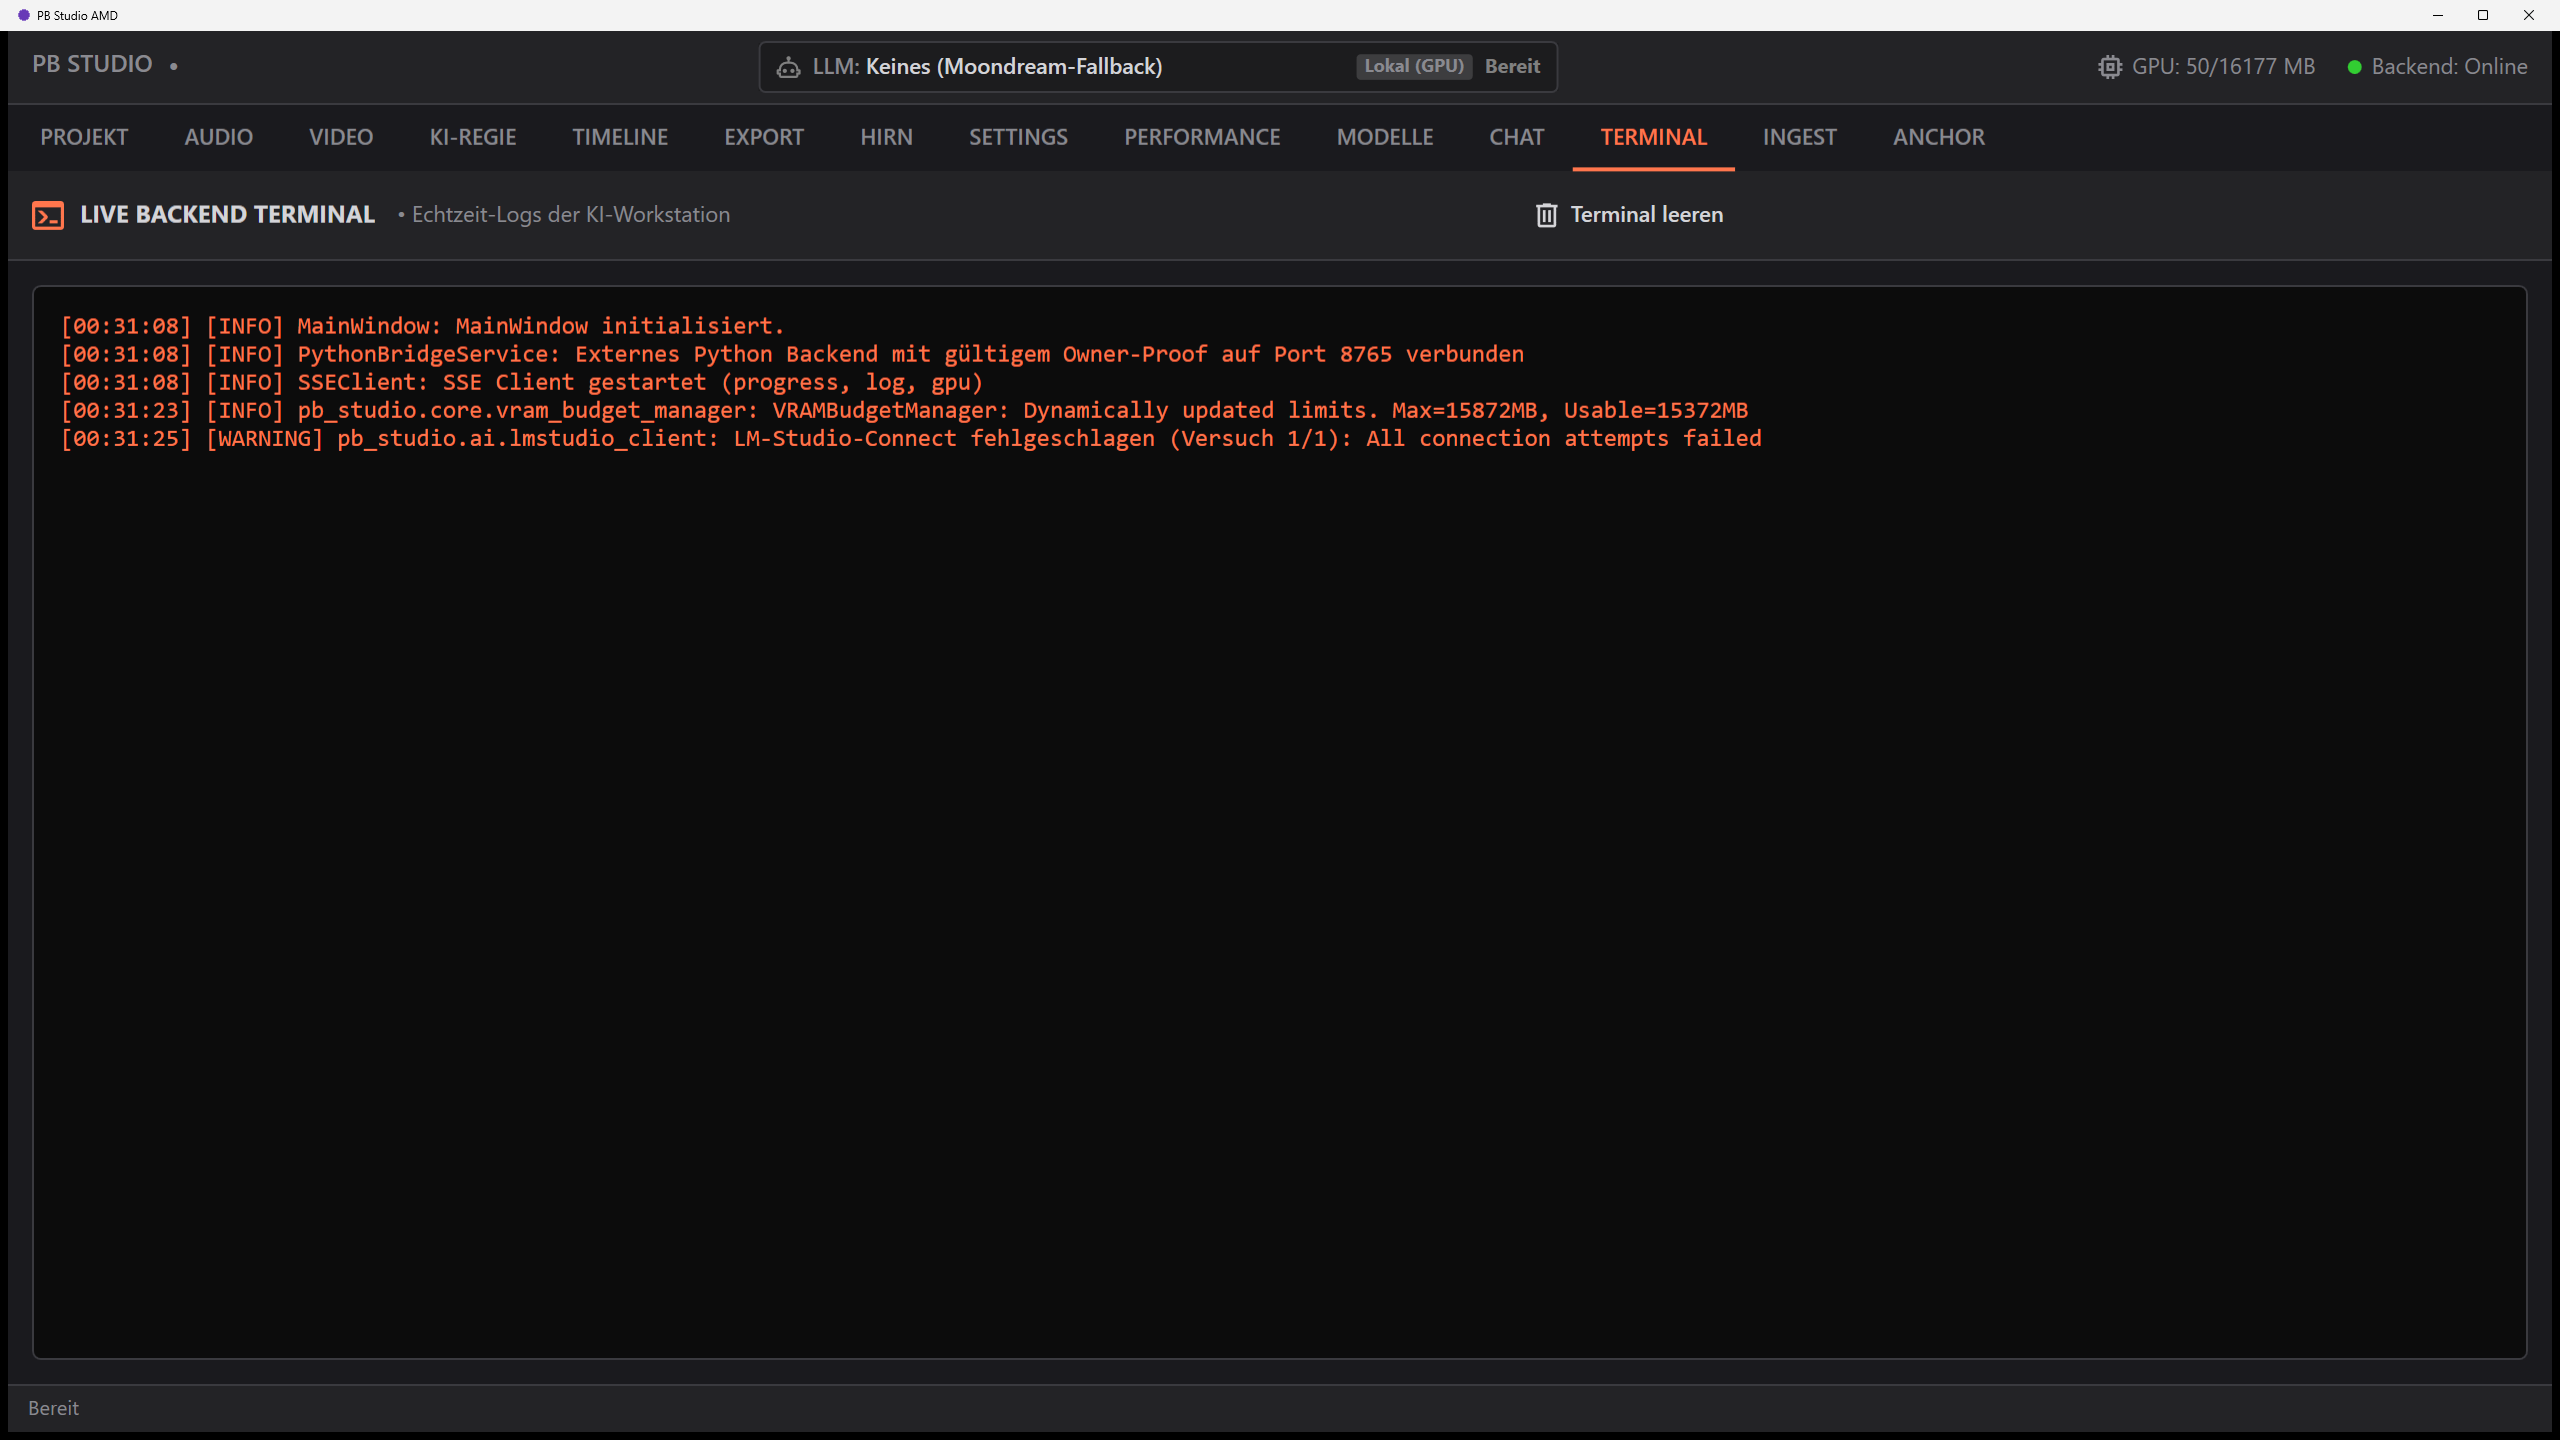 PB Studio AMD
PB STUDIO •
LLM: Keines (Moondream-Fallback) Lokal (GPU) Bereit
GPU: 50/16177 MB Backend: Online
PROJEKT AUDIO VIDEO KI-REGIE TIMELINE EXPORT HIRN SETTINGS PERFORMANCE MODELLE CHAT TERMINAL INGEST ANCHOR
LIVE BACKEND TERMINAL • Echtzeit-Logs der KI-Workstation
Terminal leeren
[00:31:08] [INFO] MainWindow: MainWindow initialisiert.
[00:31:08] [INFO] PythonBridgeService: Externes Python Backend mit gültigem Owner-Proof auf Port 8765 verbunden
[00:31:08] [INFO] SSEClient: SSE Client gestartet (progress, log, gpu)
[00:31:23] [INFO] pb_studio.core.vram_budget_manager: VRAMBudgetManager: Dynamically updated limits. Max=15872MB, Usable=15372MB
[00:31:25] [WARNING] pb_studio.ai.lmstudio_client: LM-Studio-Connect fehlgeschlagen (Versuch 1/1): All connection attempts failed
Bereit